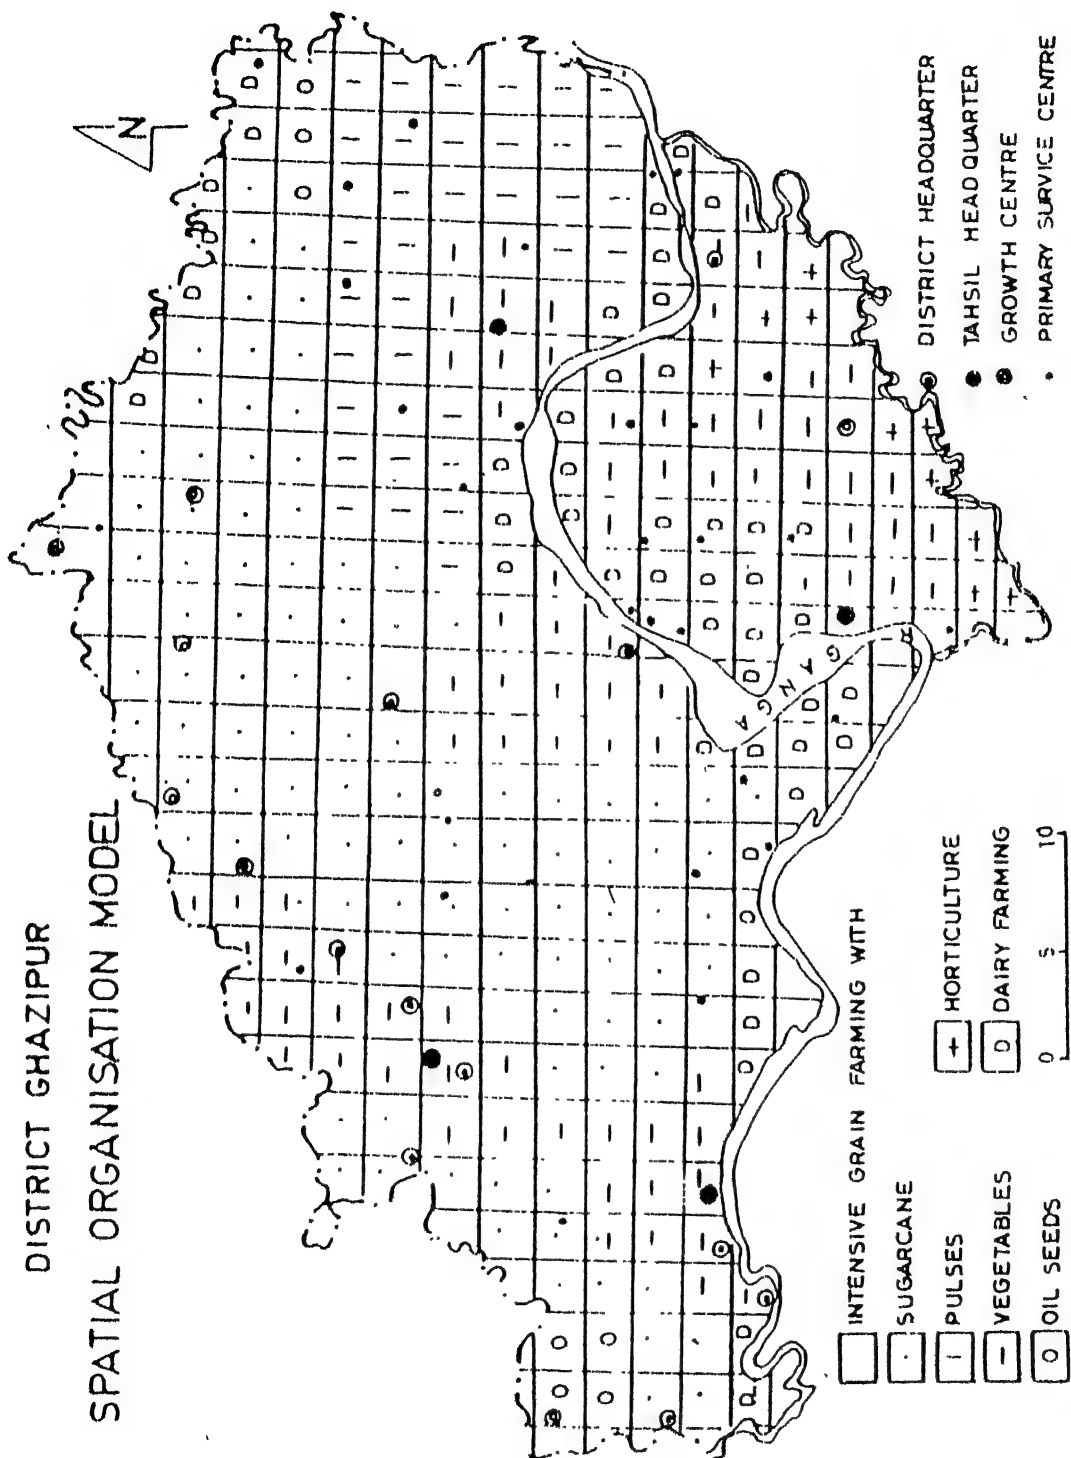 DISTRICT GHAZIPUR
SPATIAL ORGANISATION MODEL
N
GANGA
INTENSIVE GRAIN FARMING WITH
SUGARCANE
PULSES
VEGETABLES
OIL SEEDS
HORTICULTURE
D DAIRY FARMING
0 5 10
DISTRICT HEADQUARTER
TAHSIL HEADQUARTER
GROWTH CENTRE
PRIMARY SURVICE CENTRE